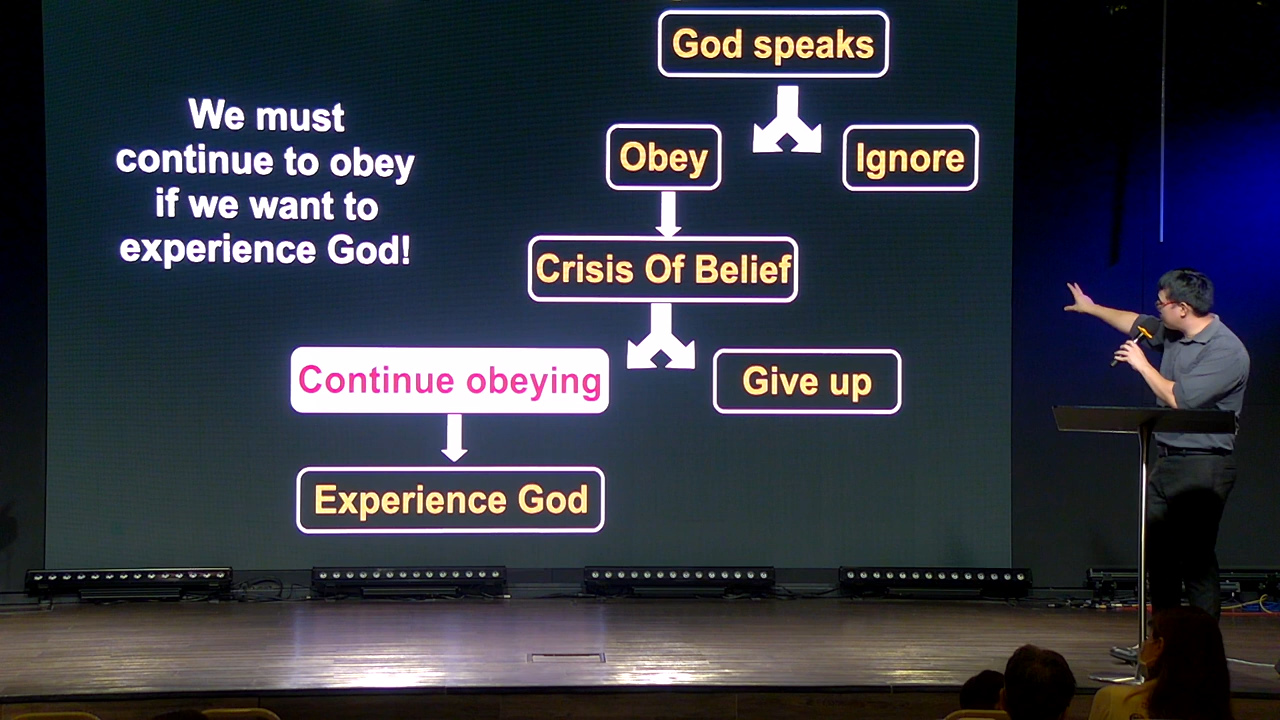 We must
continue to obey
if we want to
experience God!
God speaks
Obey
Ignore
Crisis Of Belief
Continue obeying
Give up
Experience God